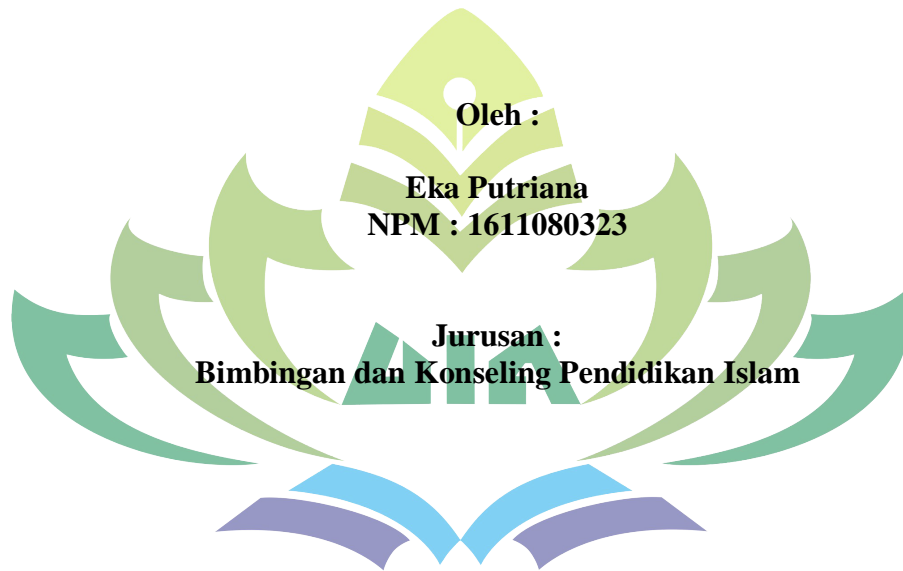 Oleh :
Eka Putriana
NPM : 1611080323
Jurusan :
Bimbingan dan Konseling Pendidikan Islam